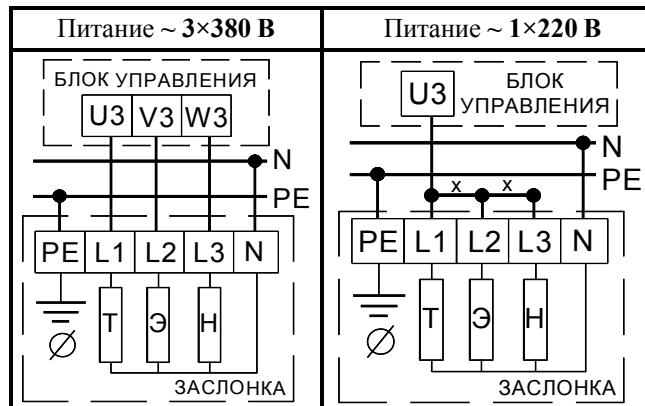 Питание ~ 3×380 В
БЛОК УПРАВЛЕНИЯ
U3 V3 W3
N
PE
PE L1 L2 L3 N
Т Э Н
ЗАСЛОНКА
Питание ~ 1×220 В
U3
БЛОК
УПРАВЛЕНИЯ
N
PE
x x
PE L1 L2 L3 N
Т Э Н
ЗАСЛОНКА